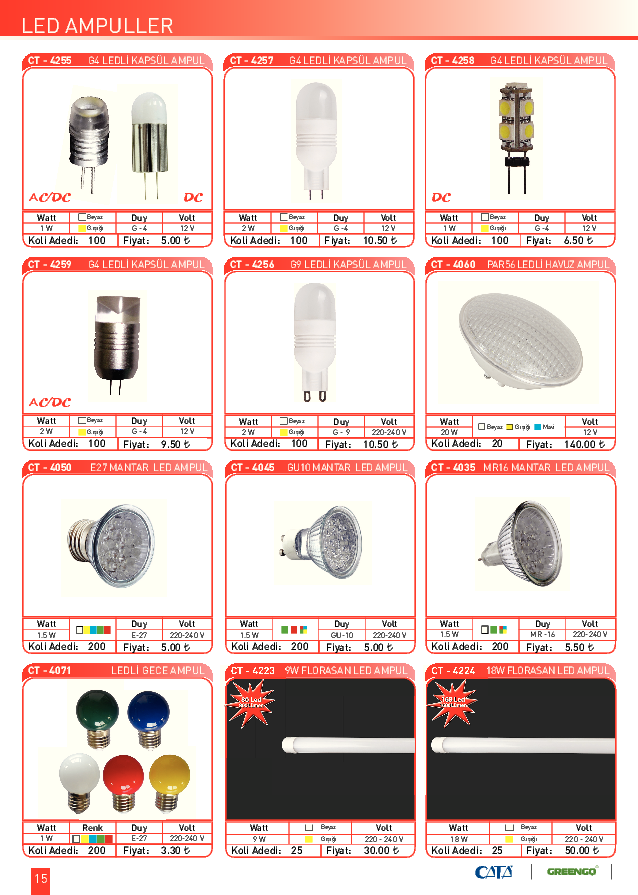 LED AMPULLER
CT - 4255 G4 LEDLİ KAPSÜL AMPUL
AC/DC DC
Watt Beyaz Duy Volt
1 W Günışığı G -4 12 V
Koli Adedi: 100 Fiyat: 5.00 ₺
CT - 4257 G4 LEDLİ KAPSÜL AMPUL
Watt Beyaz Duy Volt
2 W Günışığı G -4 12 V
Koli Adedi: 100 Fiyat: 10.50 ₺
CT - 4258 G4 LEDLİ KAPSÜL AMPUL
DC
Watt Beyaz Duy Volt
1 W Günışığı G -4 12 V
Koli Adedi: 100 Fiyat: 6.50 ₺
CT - 4259 G4 LEDLİ KAPSÜL AMPUL
AC/DC
Watt Beyaz Duy Volt
2 W Günışığı G -4 12 V
Koli Adedi: 100 Fiyat: 9.50 ₺
CT - 4256 G9 LEDLİ KAPSÜL AMPUL
Watt Beyaz Duy Volt
2 W Günışığı G - 9 220-240 V
Koli Adedi: 100 Fiyat: 10.50 ₺
CT - 4060 PAR56 LEDLİ HAVUZ AMPUL
Watt Beyaz Günışığı Mavi Volt
20 W 12 V
Koli Adedi: 20 Fiyat: 140.00 ₺
CT - 4050 E27 MANTAR LED AMPUL
Watt Duy Volt
1.5 W E-27 220-240 V
Koli Adedi: 200 Fiyat: 5.00 ₺
CT - 4045 GU10 MANTAR LED AMPUL
Watt Duy Volt
1.5 W GU-10 220-240 V
Koli Adedi: 200 Fiyat: 5.00 ₺
CT - 4035 MR16 MANTAR LED AMPUL
Watt Duy Volt
1.5 W MR -16 220-240 V
Koli Adedi: 200 Fiyat: 5.50 ₺
CT - 4071 LEDLİ GECE AMPUL
Watt Renk Duy Volt
1 W E-27 220-240 V
Koli Adedi: 200 Fiyat: 3.30 ₺
CT - 4223 9W FLORASAN LED AMPUL
80 Led
Watt Beyaz Volt
9 W Günışığı 220 - 240 V
Koli Adedi: 25 Fiyat: 30.00 ₺
CT - 4224 18W FLORASAN LED AMPUL
168 Led
Watt Beyaz Volt
18 W Günışığı 220 - 240 V
Koli Adedi: 25 Fiyat: 50.00 ₺
15 CATA GREENGO